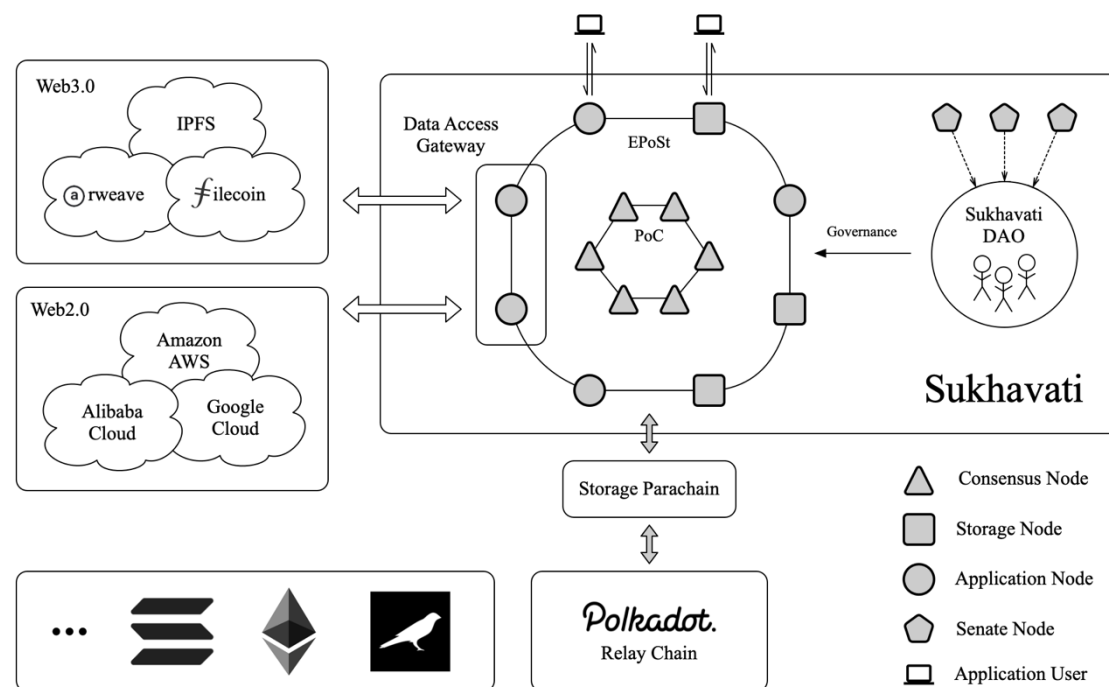 Web3.0
IPFS
a rweave
filecoin
Web2.0
Amazon
AWS
Alibaba
Cloud
Google
Cloud
Data Access
Gateway
EPoSt
PoC
Governance
Sukhavati
DAO
Sukhavati
Storage Parachain
Polkadot.
Relay Chain
...
Consensus Node
Storage Node
Application Node
Senate Node
Application User